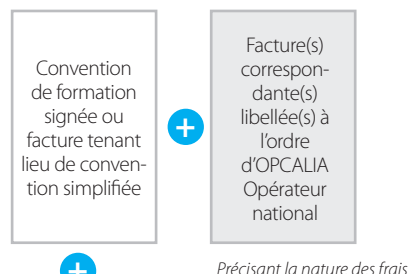 Convention
de formation
signée ou
facture tenant
lieu de conven-
tion simplifiée
+
Facture(s)
correspon-
dante(s)
libellée(s) à
l'ordre
d'OPCALIA
Opérateur
national
+
Précisant la nature des frais